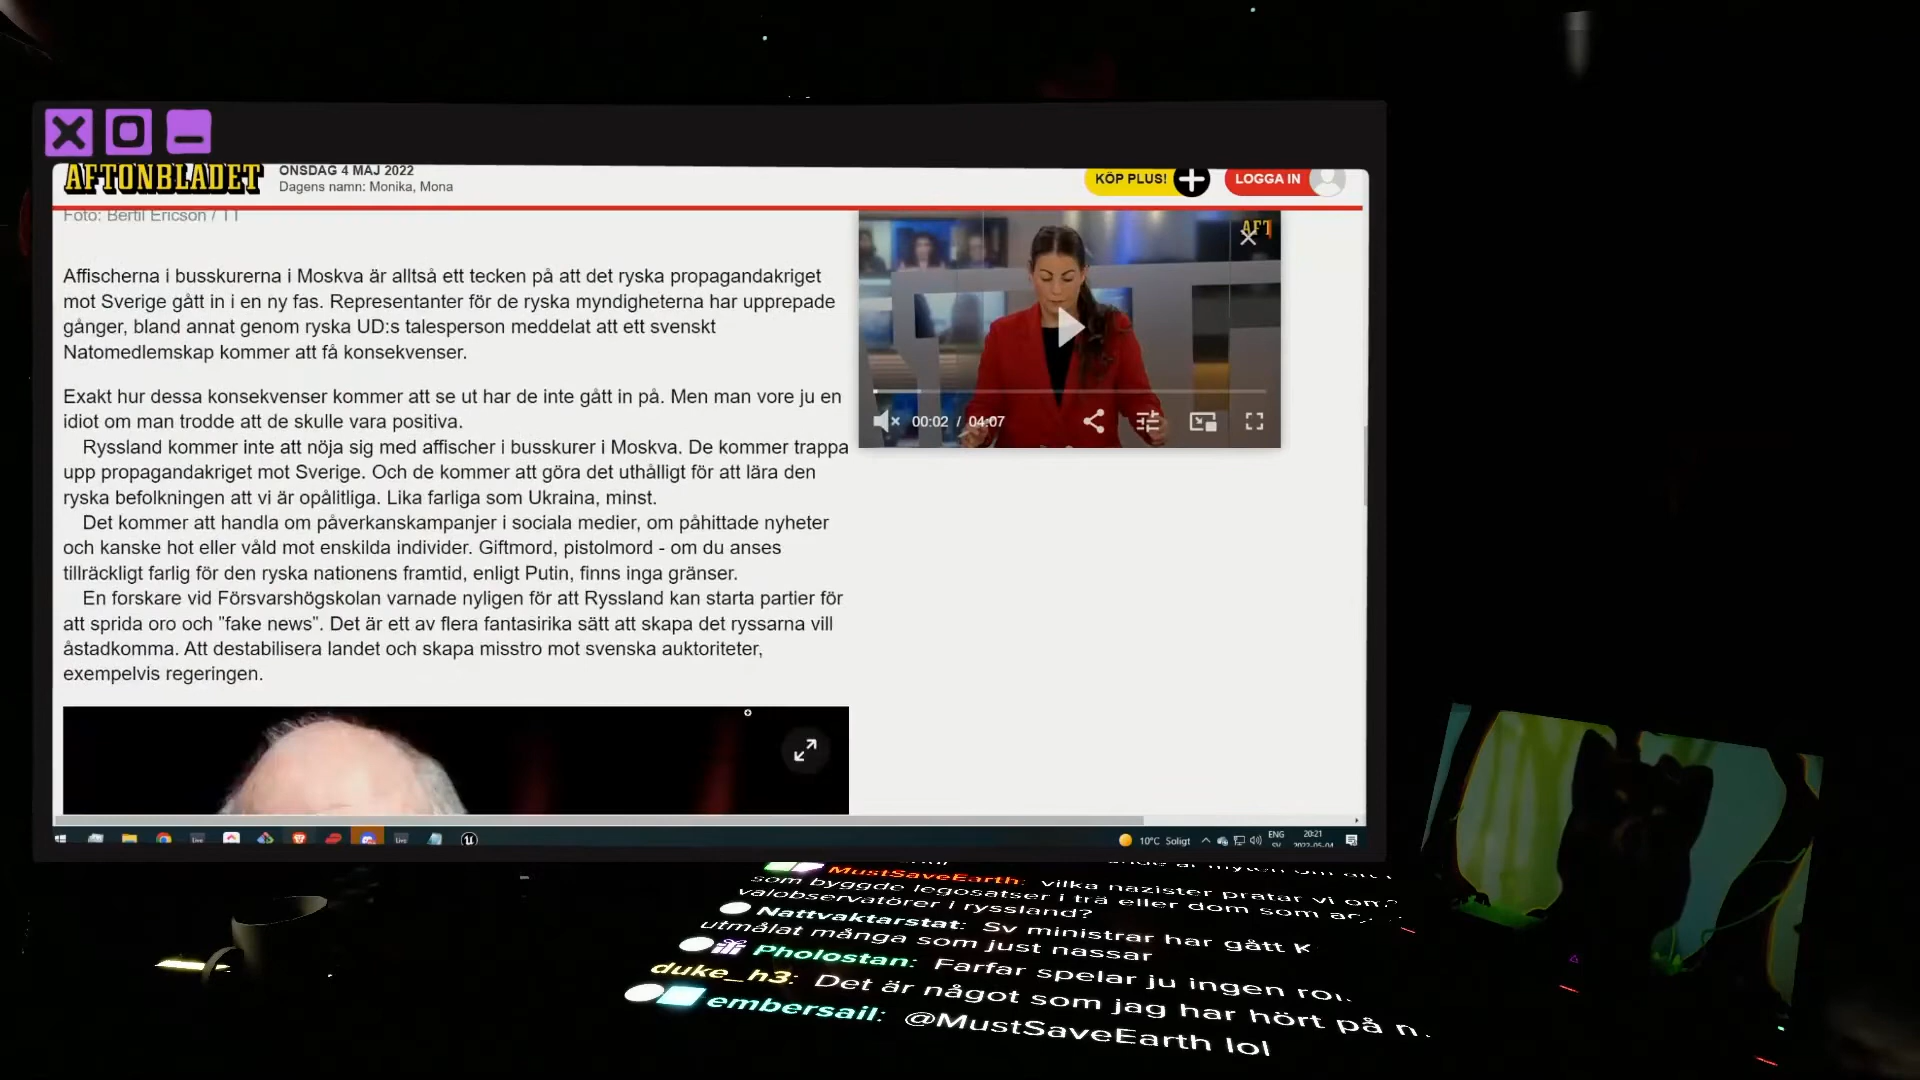 AFTONBLADET
ONSDAG 4 MAJ 2022
Dagens namn: Monika, Mona
KÖP PLUS!
LOGGA IN
Foto: Bertil Ericson / TT
Affischerna i busskurerna i Moskva är alltså ett tecken på att det ryska propagandakriget
mot Sverige gått in i en ny fas. Representanter för de ryska myndigheterna har upprepade
gånger, bland annat genom ryska UD:s talesperson meddelat att ett svenskt
Natomedlemskap kommer att få konsekvenser.
Exakt hur dessa konsekvenser kommer att se ut har de inte gått in på. Men man vore ju en
idiot om man trodde att de skulle vara positiva.
Ryssland kommer inte att nöja sig med affischer i busskurer i Moskva. De kommer trappa
upp propagandakriget mot Sverige. Och de kommer att göra det uthålligt för att lära den
ryska befolkningen att vi är opålitliga. Lika farliga som Ukraina, minst.
Det kommer att handla om påverkanskampanjer i sociala medier, om påhittade nyheter
och kanske hot eller våld mot enskilda individer. Giftmord, pistolmord - om du anses
tillräckligt farlig för den ryska nationens framtid, enligt Putin, finns inga gränser.
En forskare vid Försvarshögskolan varnade nyligen för att Ryssland kan starta partier för
att sprida oro och "fake news". Det är ett av flera fantasirika sätt att skapa det ryssarna vill
åstadkomma. Att destabilisera landet och skapa misstro mot svenska auktoriteter,
exempelvis regeringen.
AFT
00:02 / 04:07
10°C Soligt
ENG
SV
20:21
2022-05-04
MustSaveEarth: vilka nazister pratar vi om?
som byggde legosatser i trä eller dom som
valobservatörer i ryssland?
Nattvaktarstat: Sv ministrar har gått
utmålat många som just nassar
Pholostan: Farfar spelar ju ingen
duke_h3: Det är något som jag har hört på
embersail: @MustSaveEarth lol